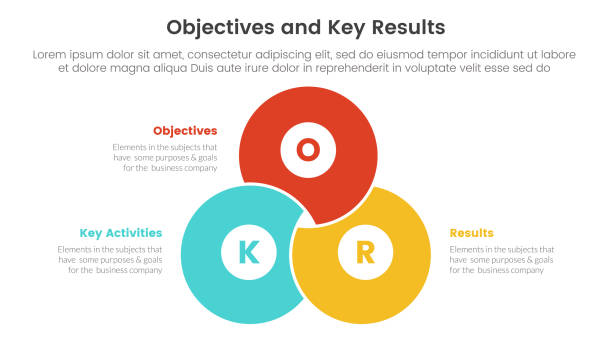 Objectives and Key Results
Lorem ipsum dolor sit amet, consectetur adipiscing elit, sed do eiusmod tempor incididunt ut labore
et dolore magna aliqua Duis aute irure dolor in reprehenderit in voluptate velit esse sed do
Objectives
Elements in the subjects that
have some purposes & goals
for the business company
O
Key Activities
Elements in the subjects that
have some purposes & goals
for the business company
K
R
Results
Elements in the subjects that
have some purposes & goals
for the business company